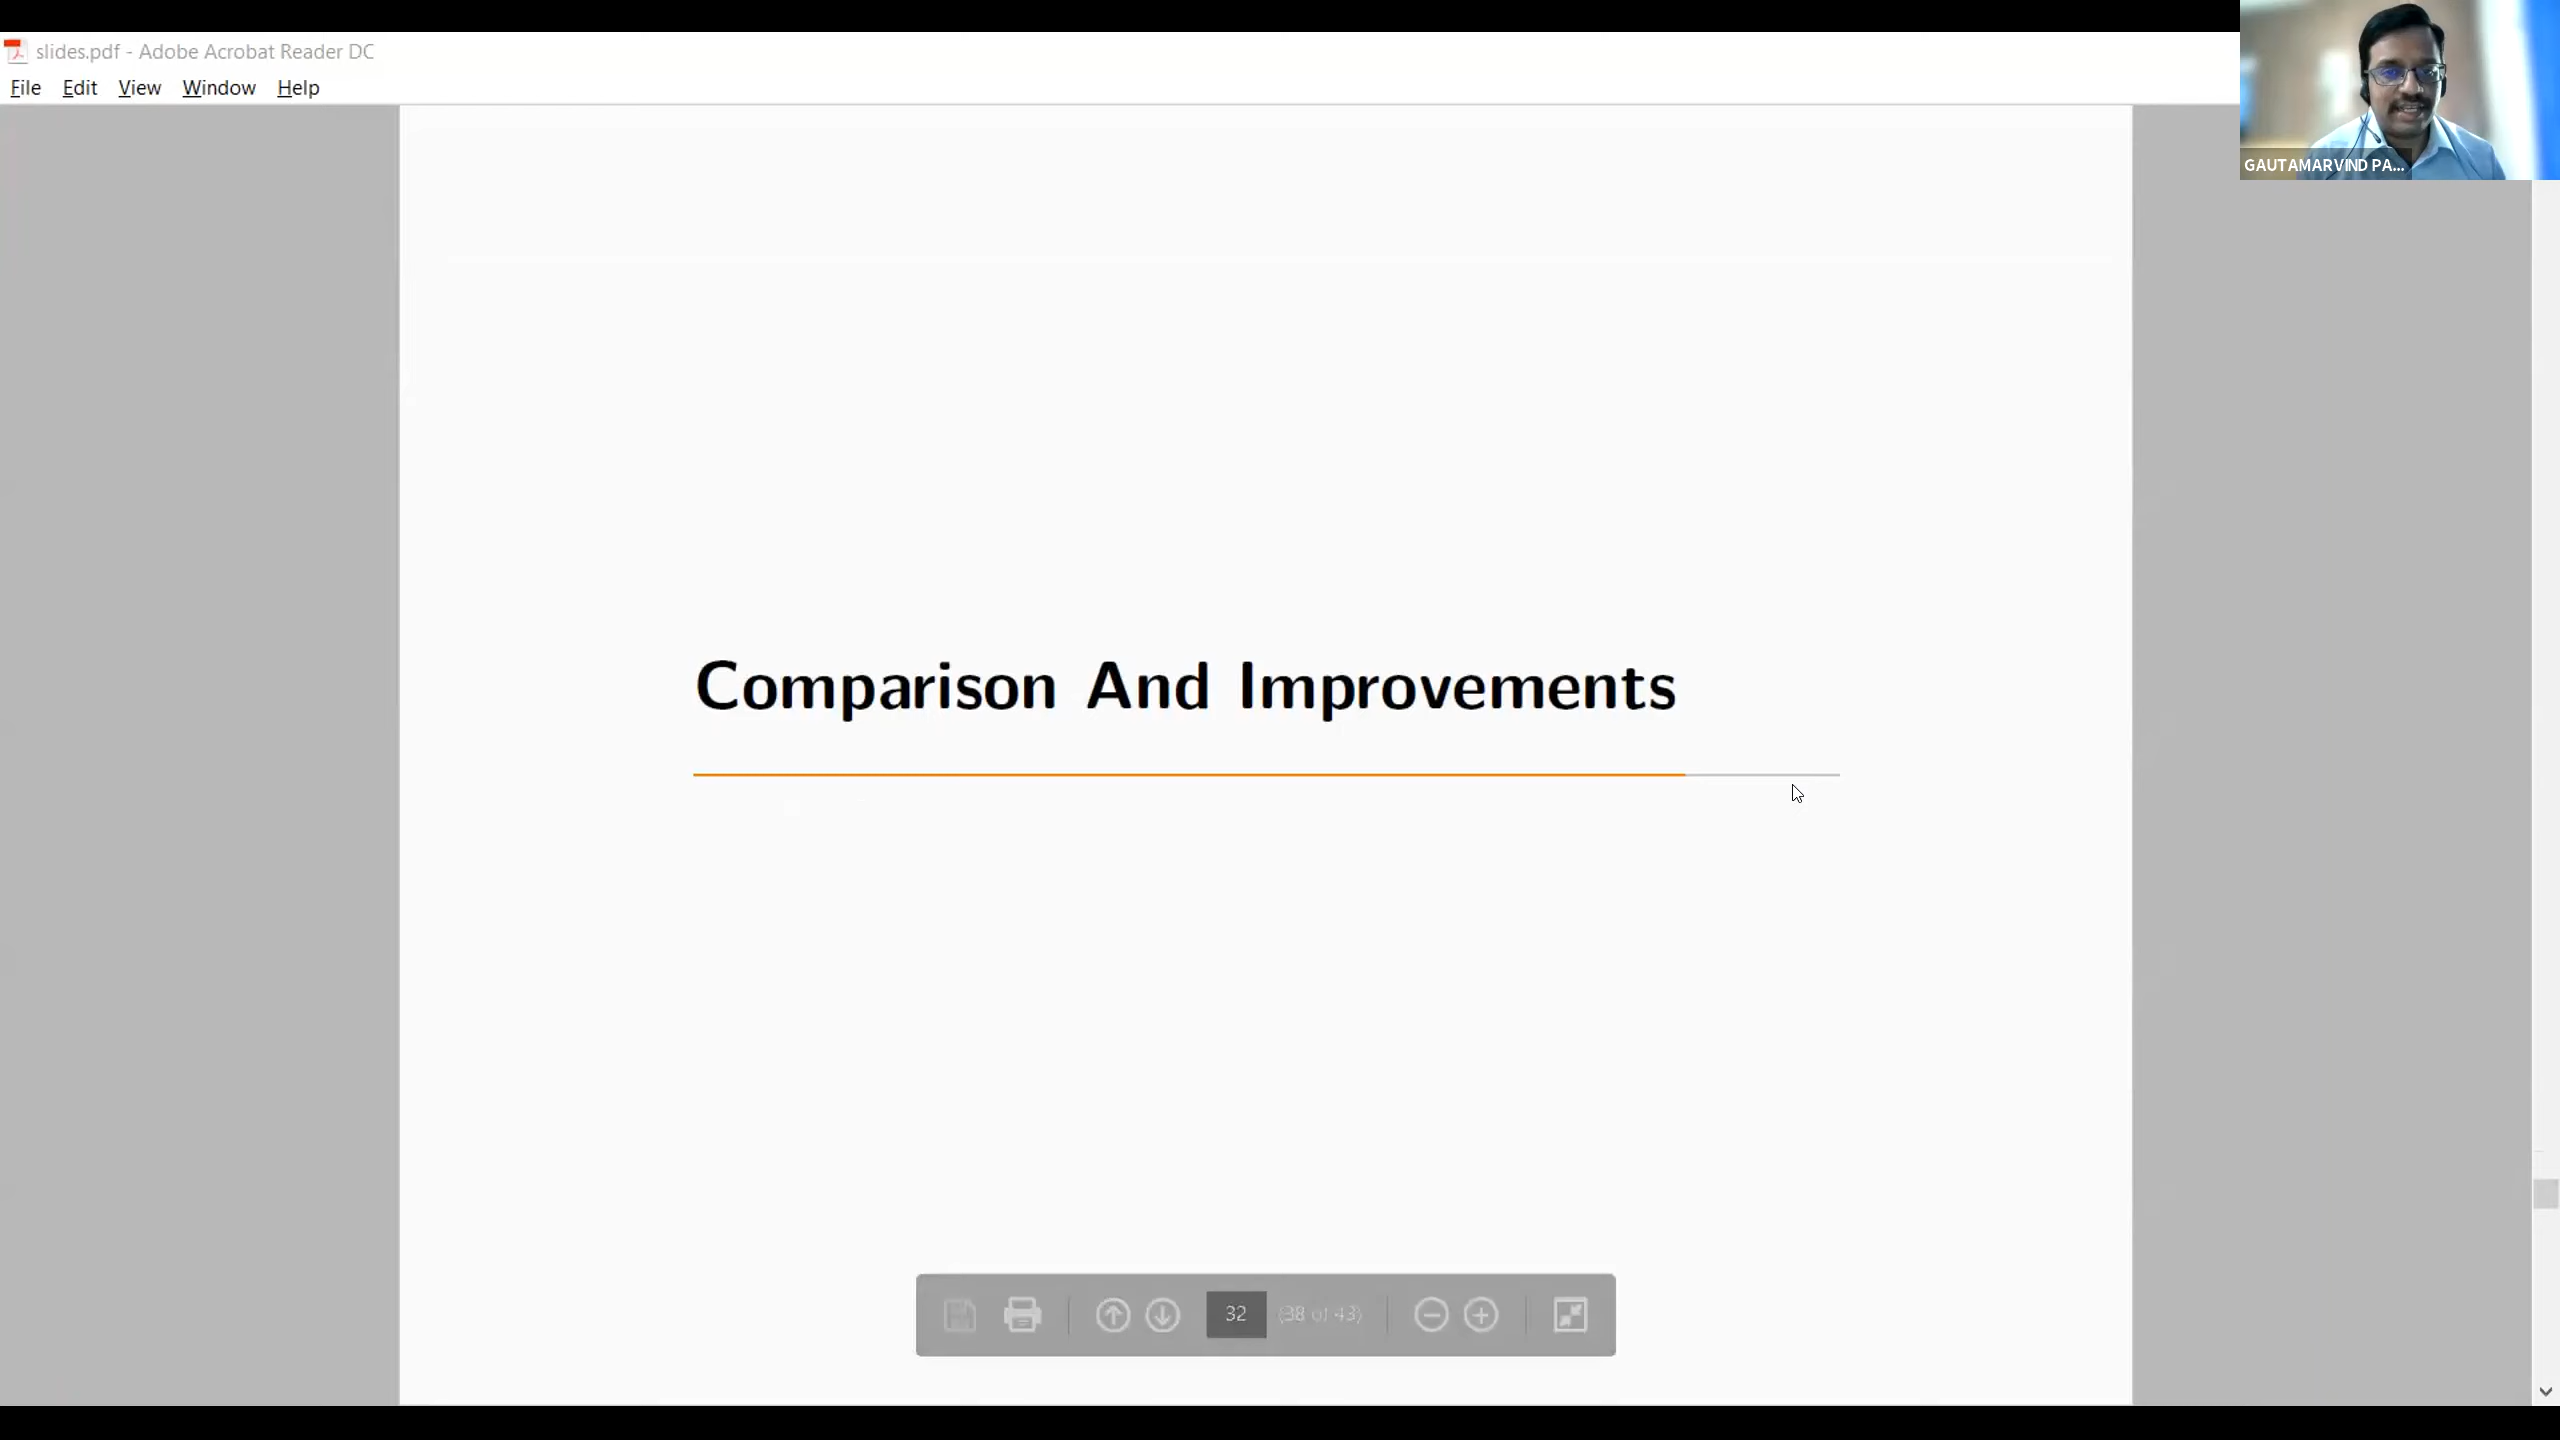 slides.pdf - Adobe Acrobat Reader DC
File Edit View Window Help
GAUTAMARVIND PA...
Comparison And Improvements
32 (38 of 43)